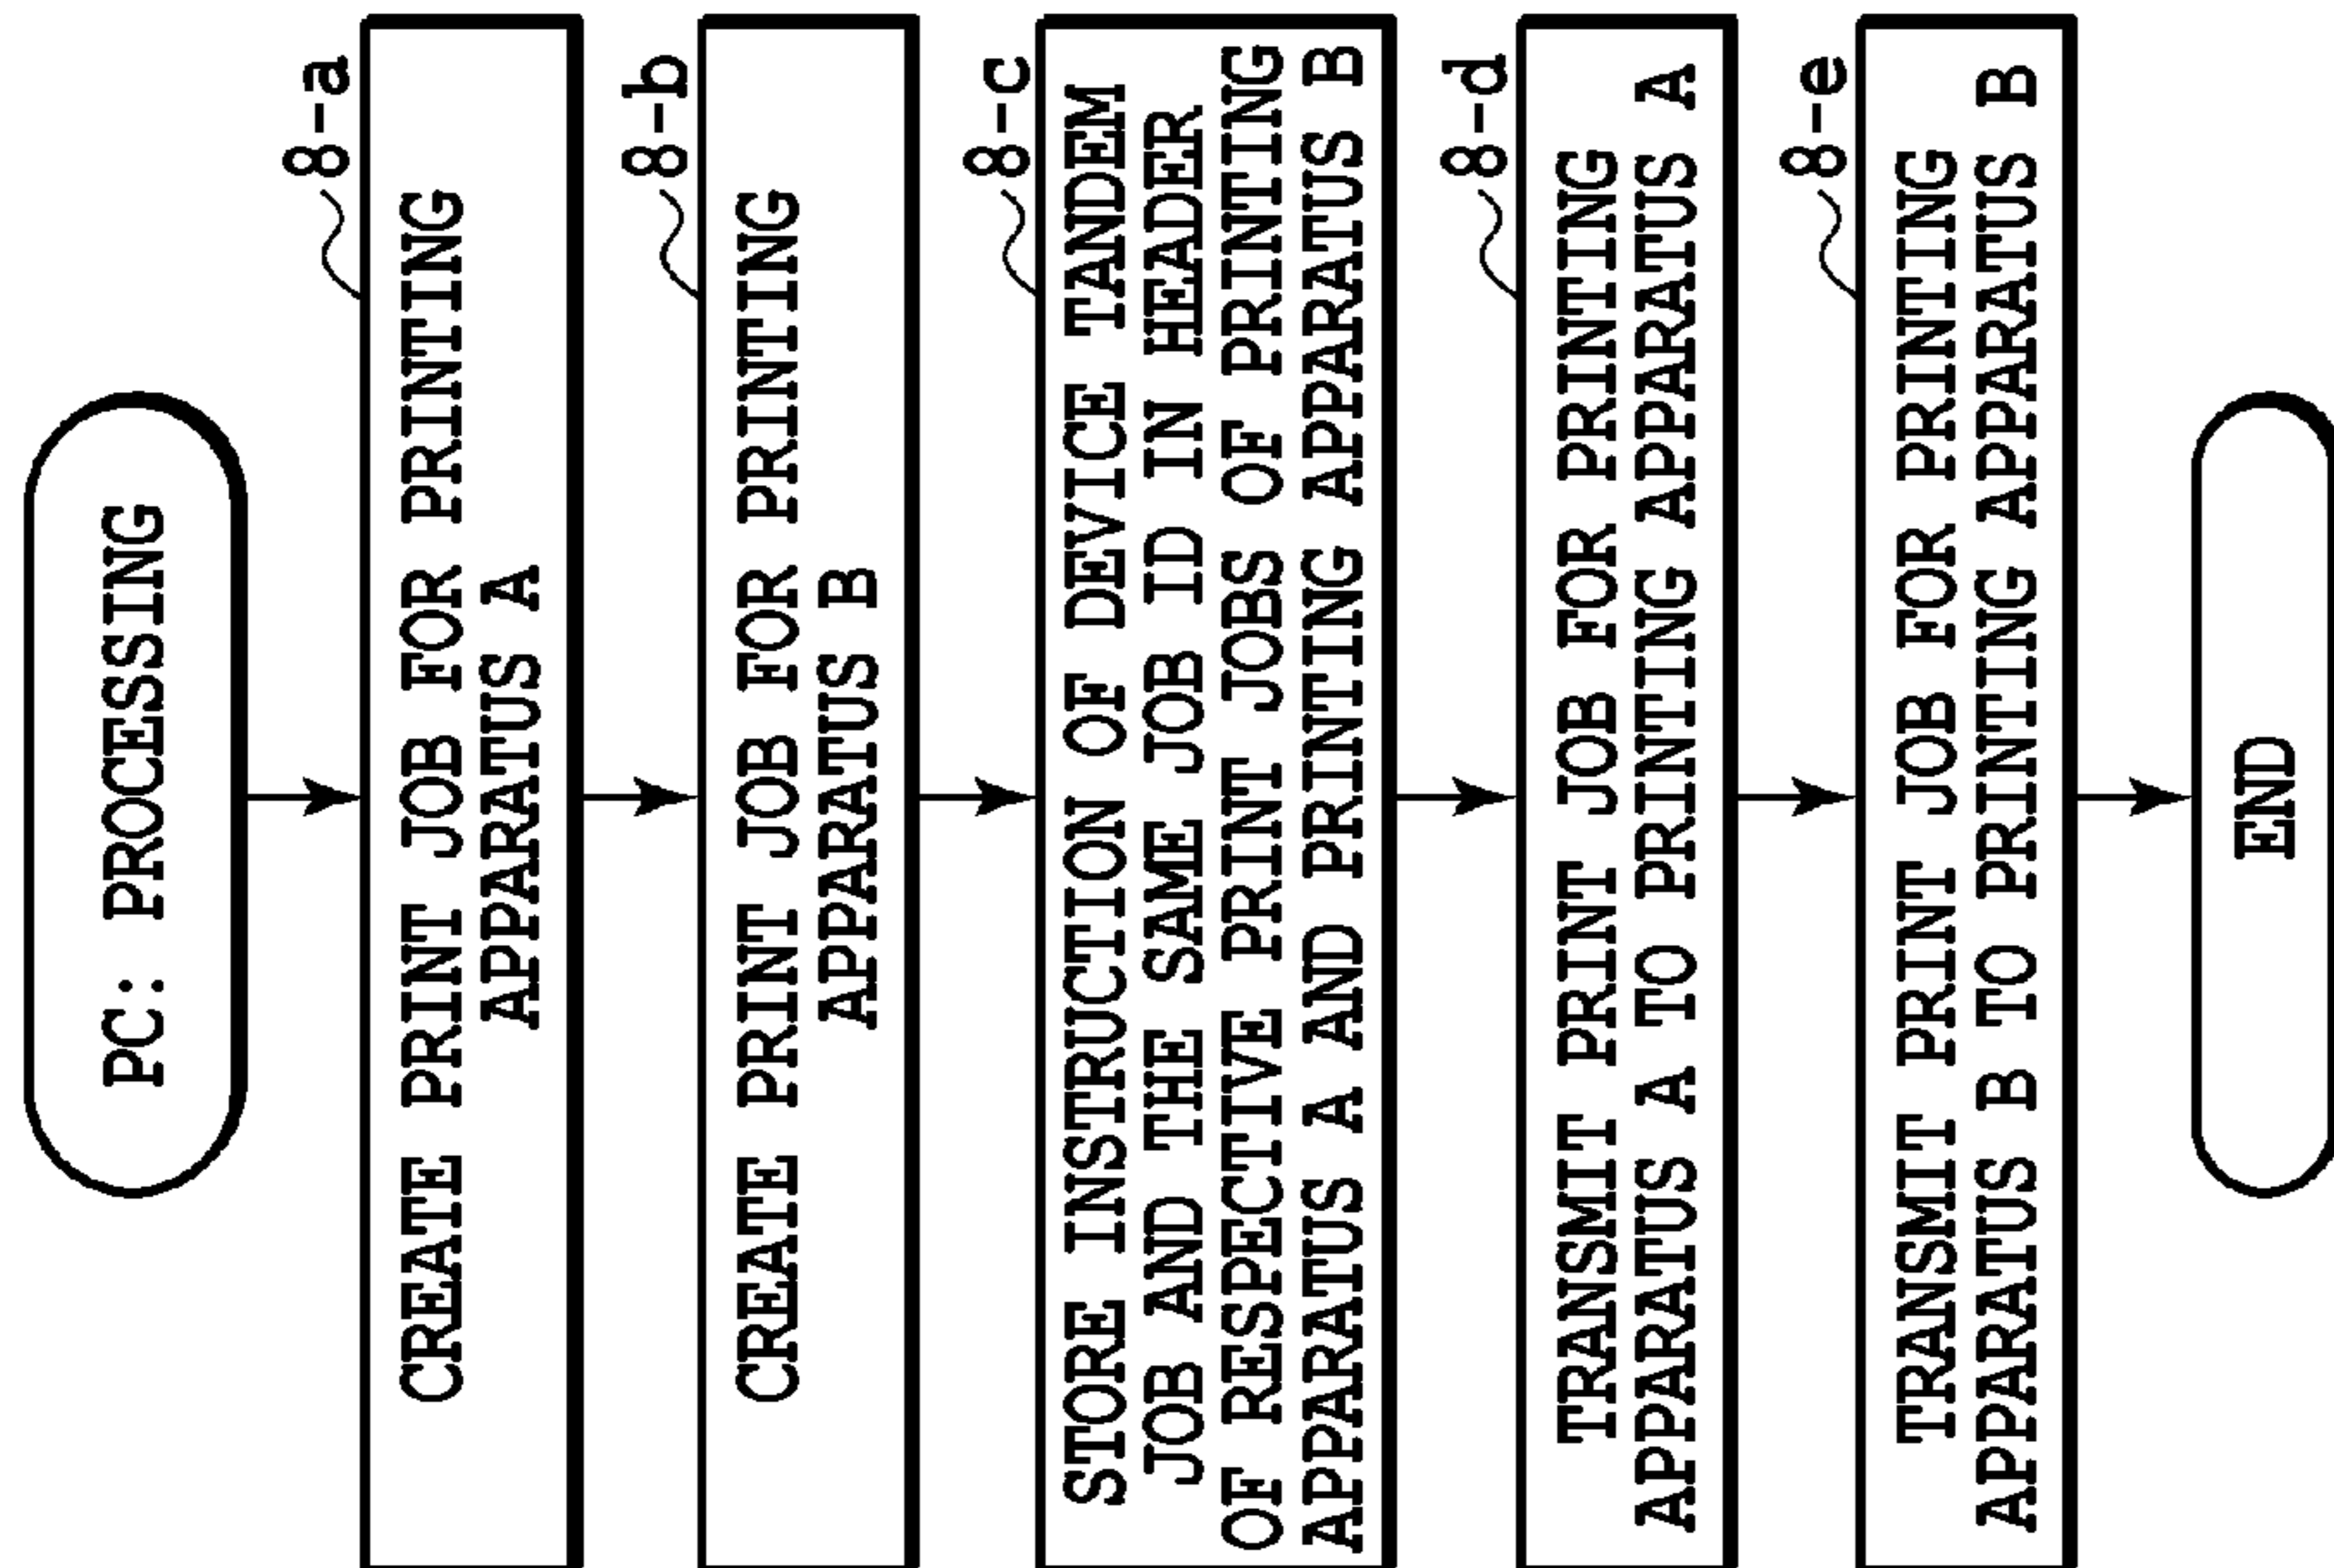 PC: PROCESSING
8-a
CREATE PRINT JOB FOR PRINTING
APPARATUS A
8-b
CREATE PRINT JOB FOR PRINTING
APPARATUS B
8-c
STORE INSTRUCTION OF DEVICE TANDEM
JOB AND THE SAME JOB ID IN HEADER
OF RESPECTIVE PRINT JOBS OF PRINTING
APPARATUS A AND PRINTING APPARATUS B
8-d
TRANSMIT PRINT JOB FOR PRINTING
APPARATUS A TO PRINTING APPARATUS A
8-e
TRANSMIT PRINT JOB FOR PRINTING
APPARATUS B TO PRINTING APPARATUS B
END